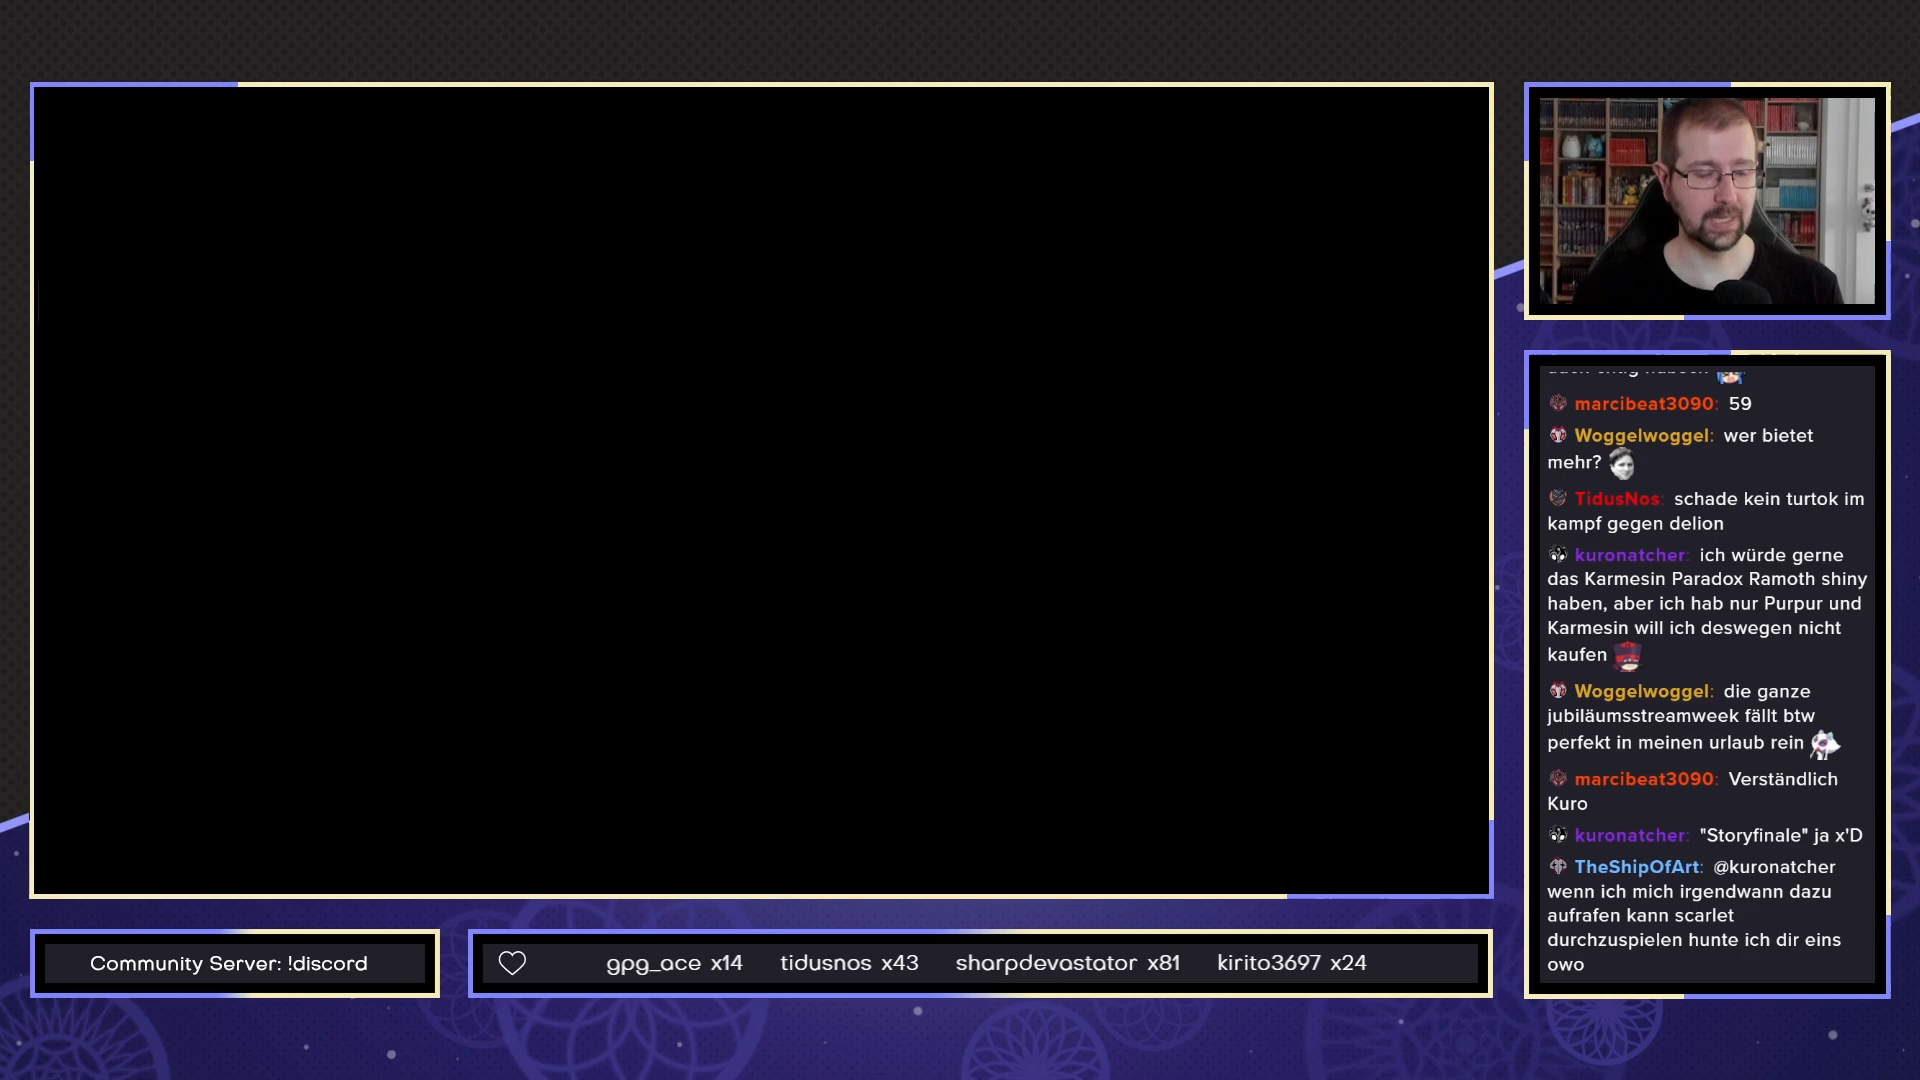 marcibeat3090: 59
Woggelwoggel: wer bietet
mehr?
TidusNos: schade kein turtok im
kampf gegen delion
kuronatcher: ich würde gerne
das Karmesin Paradox Ramoth shiny
haben, aber ich hab nur Purpur und
Karmesin will ich deswegen nicht
kaufen
Woggelwoggel: die ganze
jubiläumsstreamweek fällt btw
perfekt in meinen urlaub rein
marcibeat3090: Verständlich
Kuro
kuronatcher: "Storyfinale" ja x'D
TheShipOfArt: @kuronatcher
wenn ich mich irgendwann dazu
aufrafen kann scarlet
durchzuspielen hunte ich dir eins
owo
Community Server: !discord
gpg_ace x14 tidusnos x43 sharpdevastator x81 kirito3697 x24